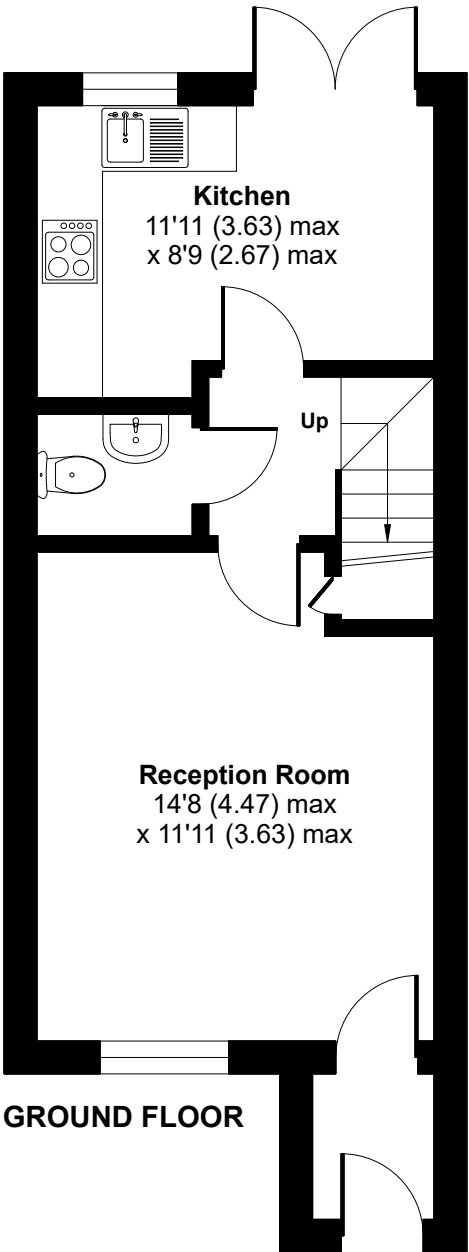 Kitchen
11'11 (3.63) max
x 8'9 (2.67) max
Up
Reception Room
14'8 (4.47) max
x 11'11 (3.63) max
GROUND FLOOR